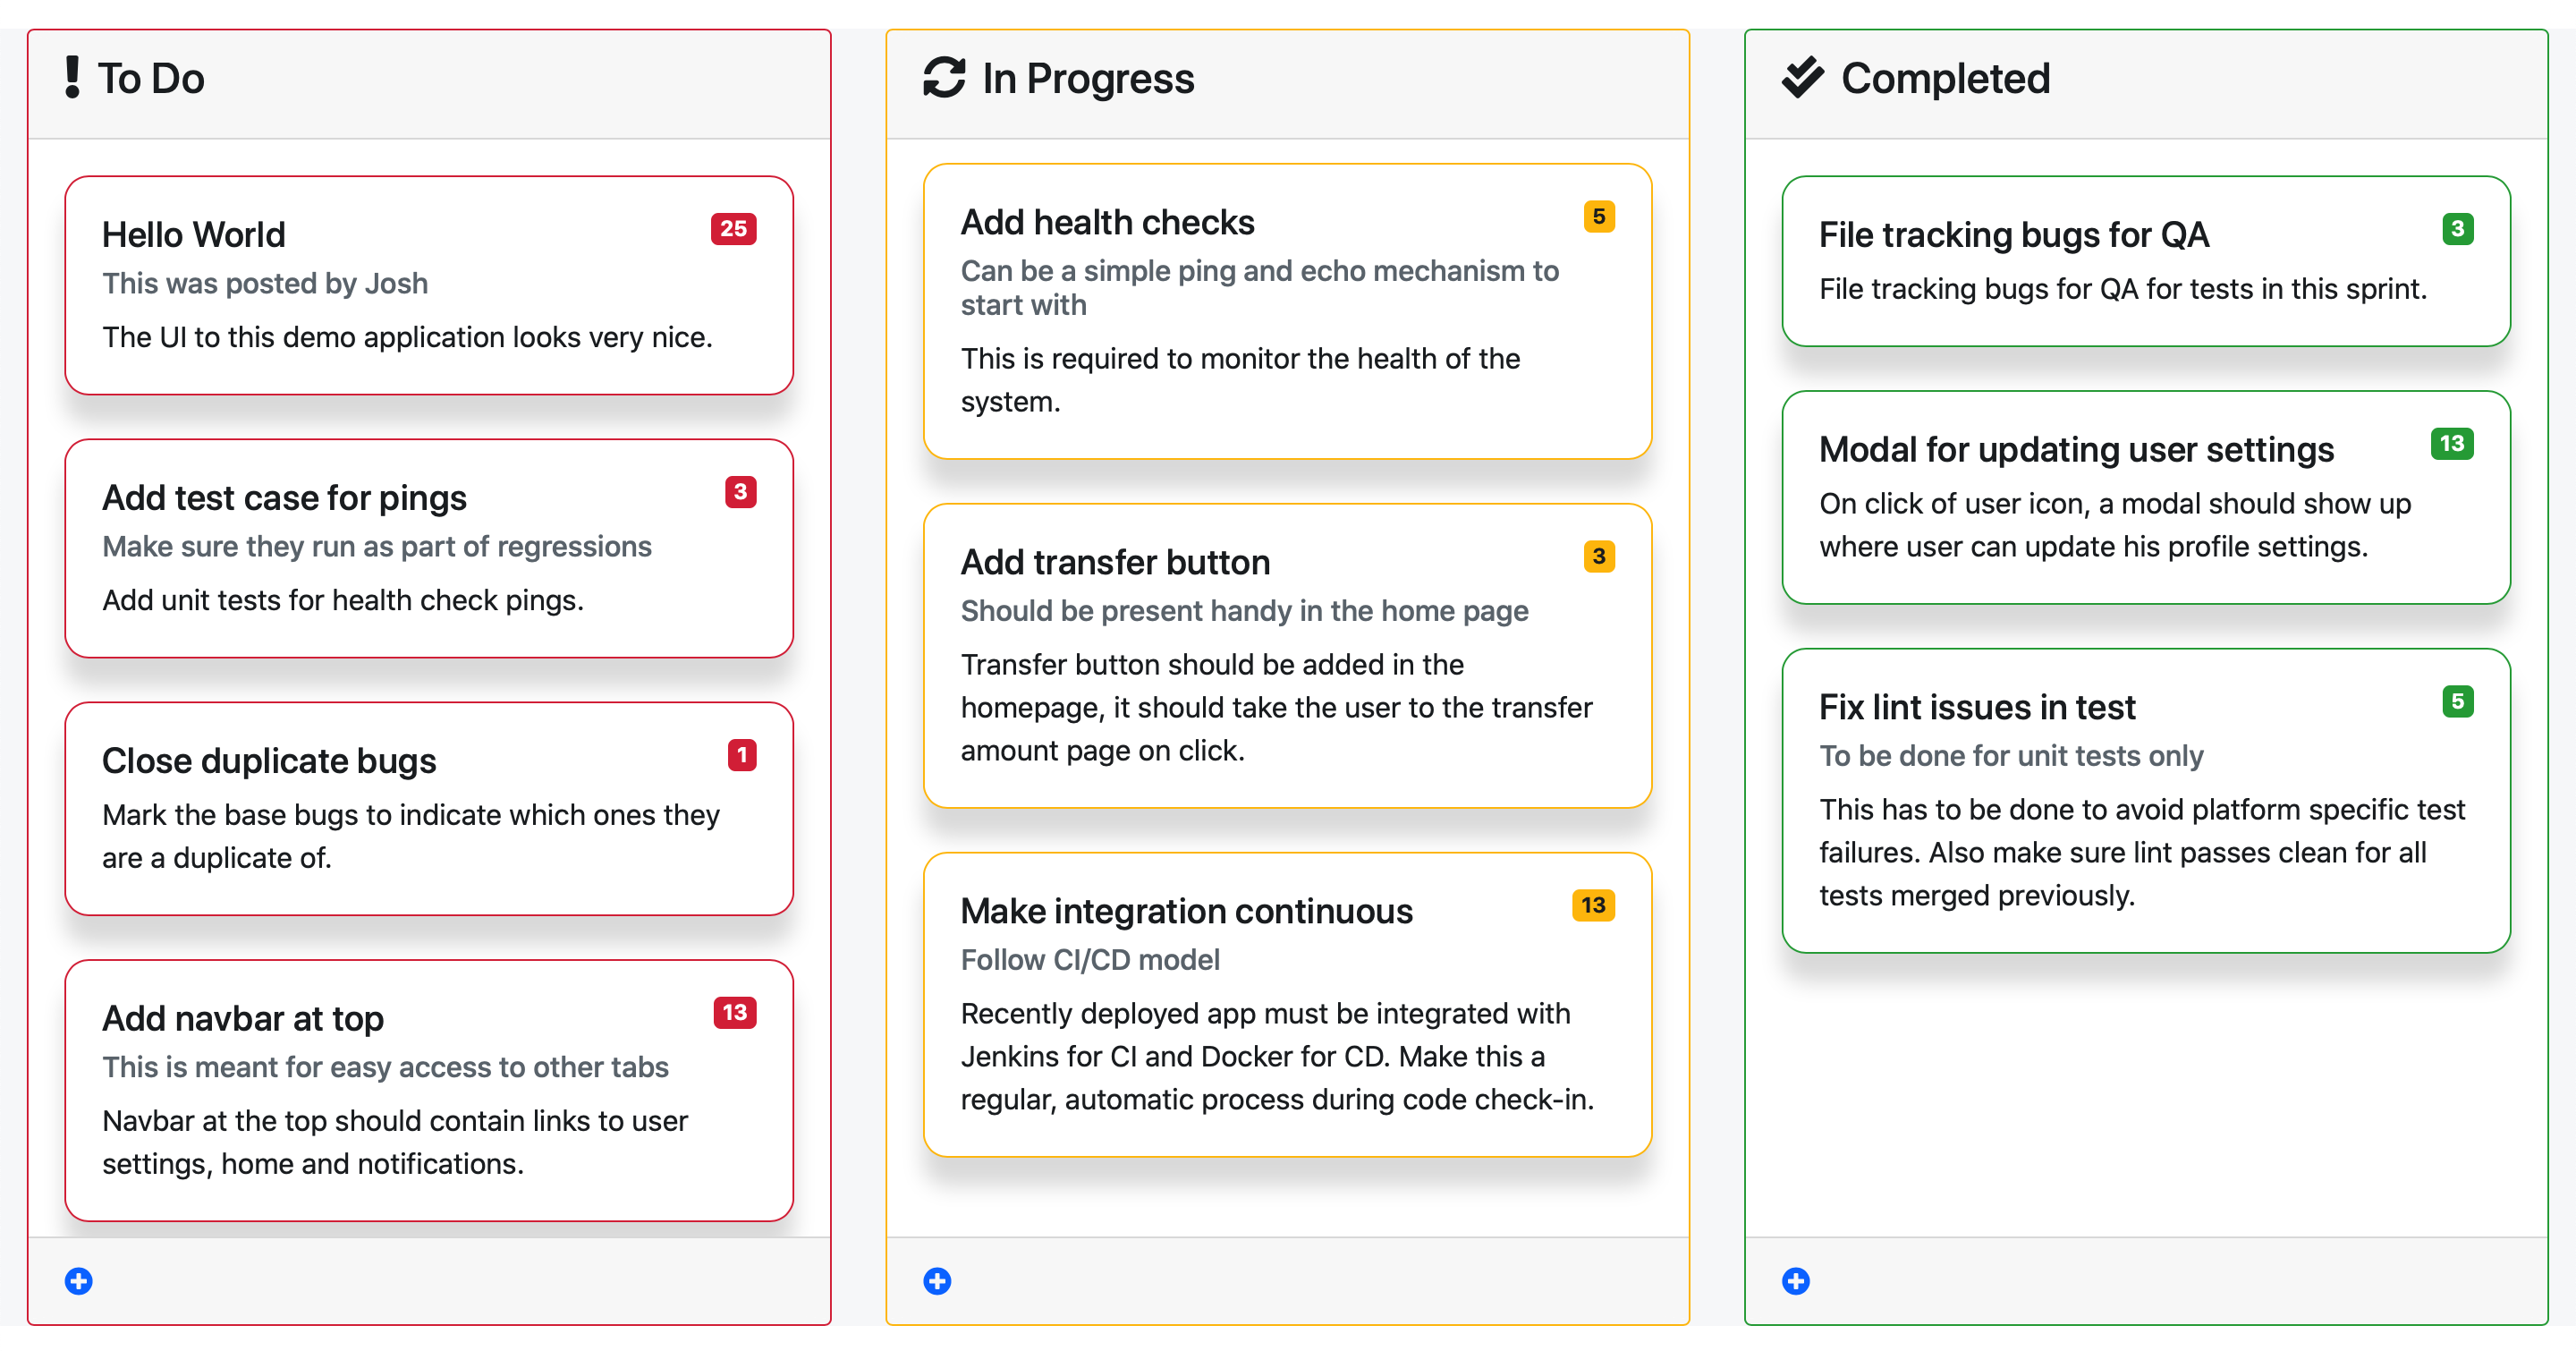 To Do
Hello World
25
This was posted by Josh
The UI to this demo application looks very nice.
Add test case for pings
3
Make sure they run as part of regressions
Add unit tests for health check pings.
Close duplicate bugs
1
Mark the base bugs to indicate which ones they
are a duplicate of.
Add navbar at top
13
This is meant for easy access to other tabs
Navbar at the top should contain links to user
settings, home and notifications.
In Progress
Add health checks
5
Can be a simple ping and echo mechanism to
start with
This is required to monitor the health of the
system.
Add transfer button
3
Should be present handy in the home page
Transfer button should be added in the
homepage, it should take the user to the transfer
amount page on click.
Make integration continuous
13
Follow CI/CD model
Recently deployed app must be integrated with
Jenkins for CI and Docker for CD. Make this a
regular, automatic process during code check-in.
Completed
File tracking bugs for QA
3
File tracking bugs for QA for tests in this sprint.
Modal for updating user settings
13
On click of user icon, a modal should show up
where user can update his profile settings.
Fix lint issues in test
5
To be done for unit tests only
This has to be done to avoid platform specific test
failures. Also make sure lint passes clean for all
tests merged previously.